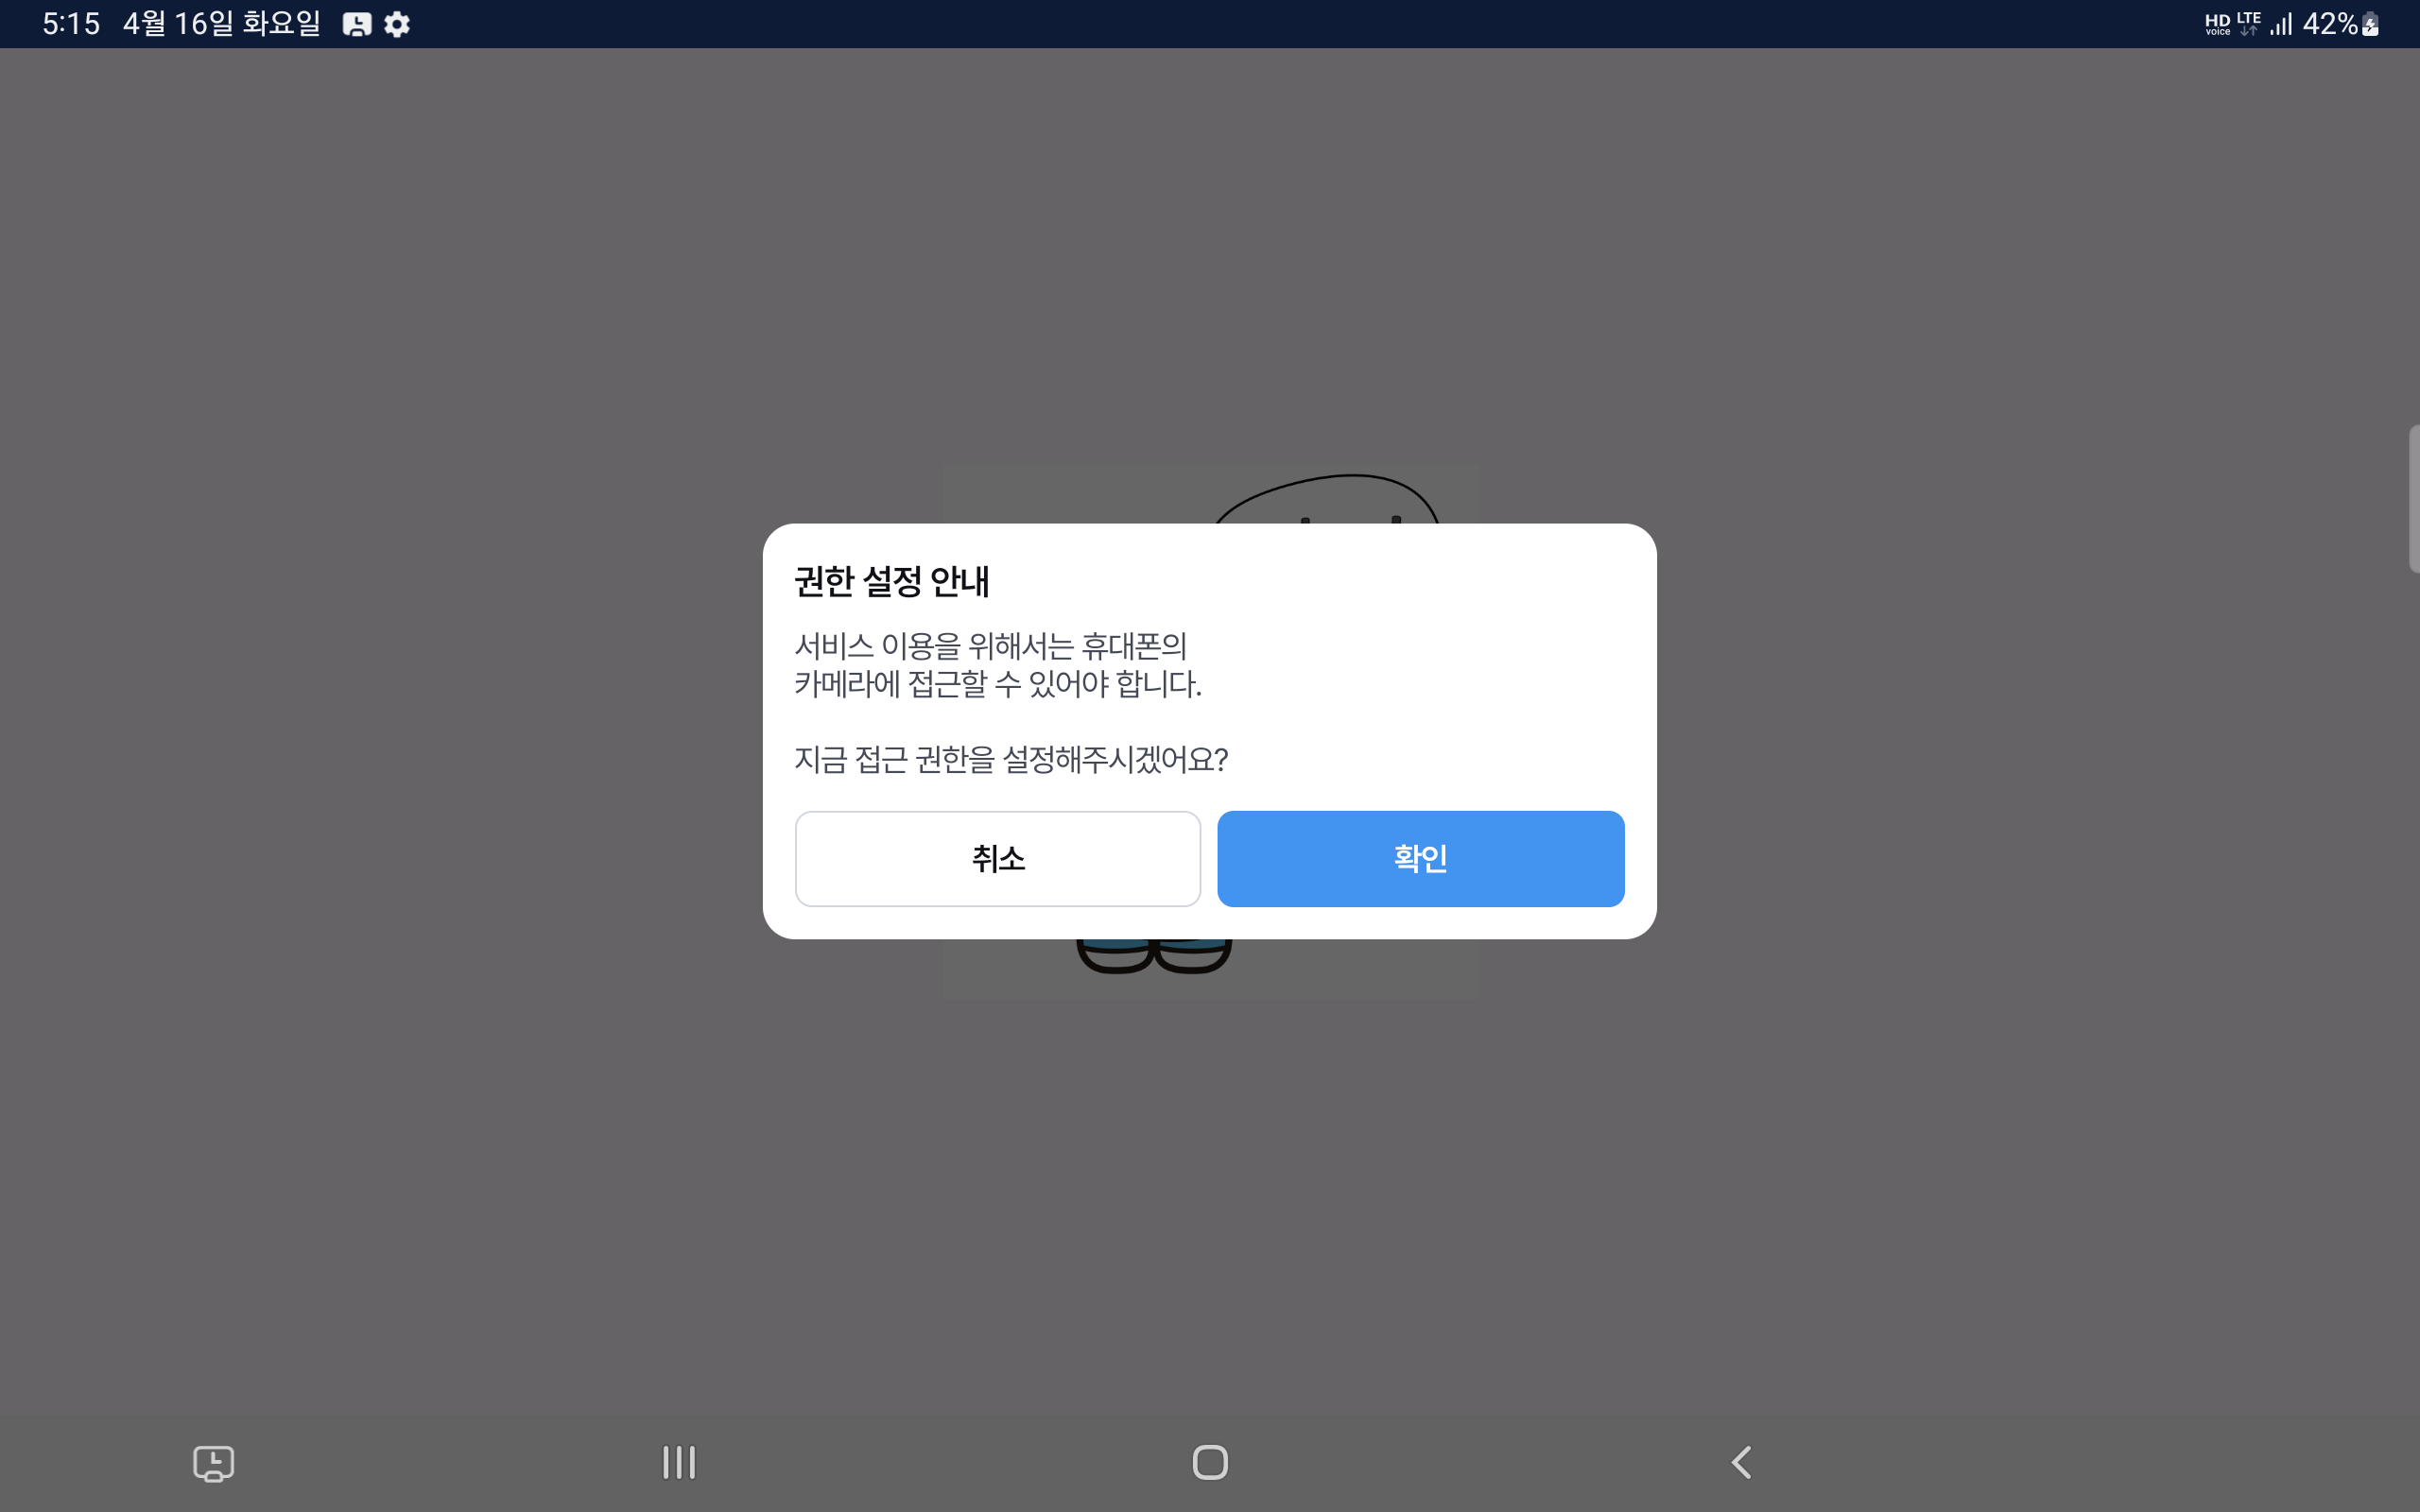 5:15 4월 16일 화요일
HD voice LTE 42%
권한 설정 안내
서비스 이용을 위해서는 휴대폰의
카메라에 접근할 수 있어야 합니다.
지금 접근 권한을 설정해주시겠어요?
취소 확인